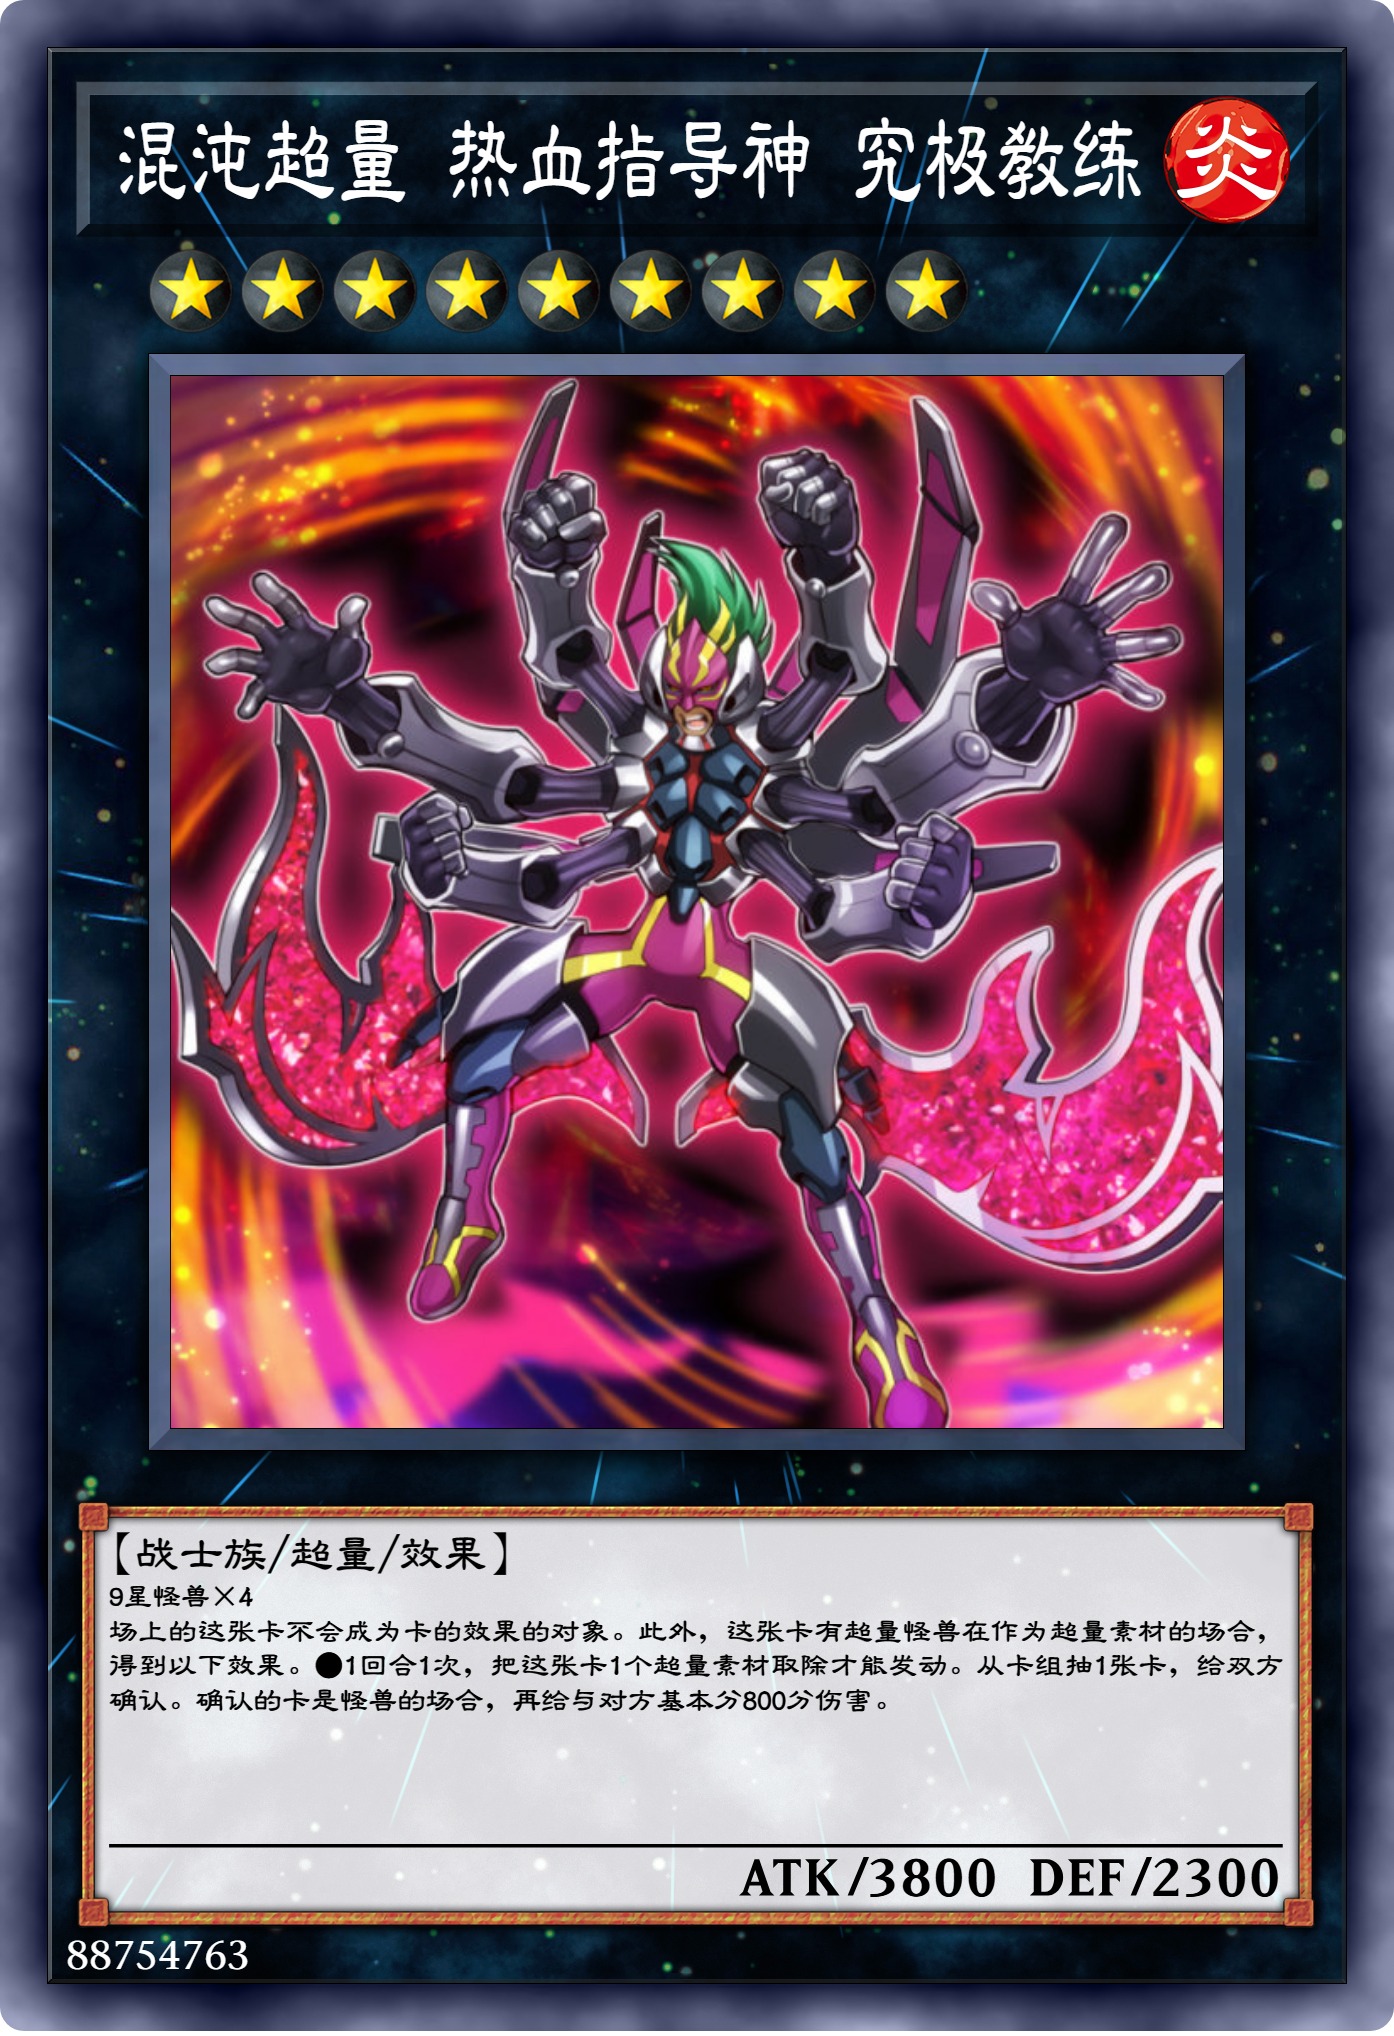 混沌超量 热血指导神 究极教练 炎
【战士族/超量/效果】
9星怪兽×4
场上的这张卡不会成为卡的效果的对象。此外，这张卡有超量怪兽在作为超量素材的场合，
得到以下效果。●1回合1次，把这张卡1个超量素材取除才能发动。从卡组抽1张卡，给双方
确认。确认的卡是怪兽的场合，再给与对方基本分800分伤害。
ATK/3800 DEF/2300
88754763